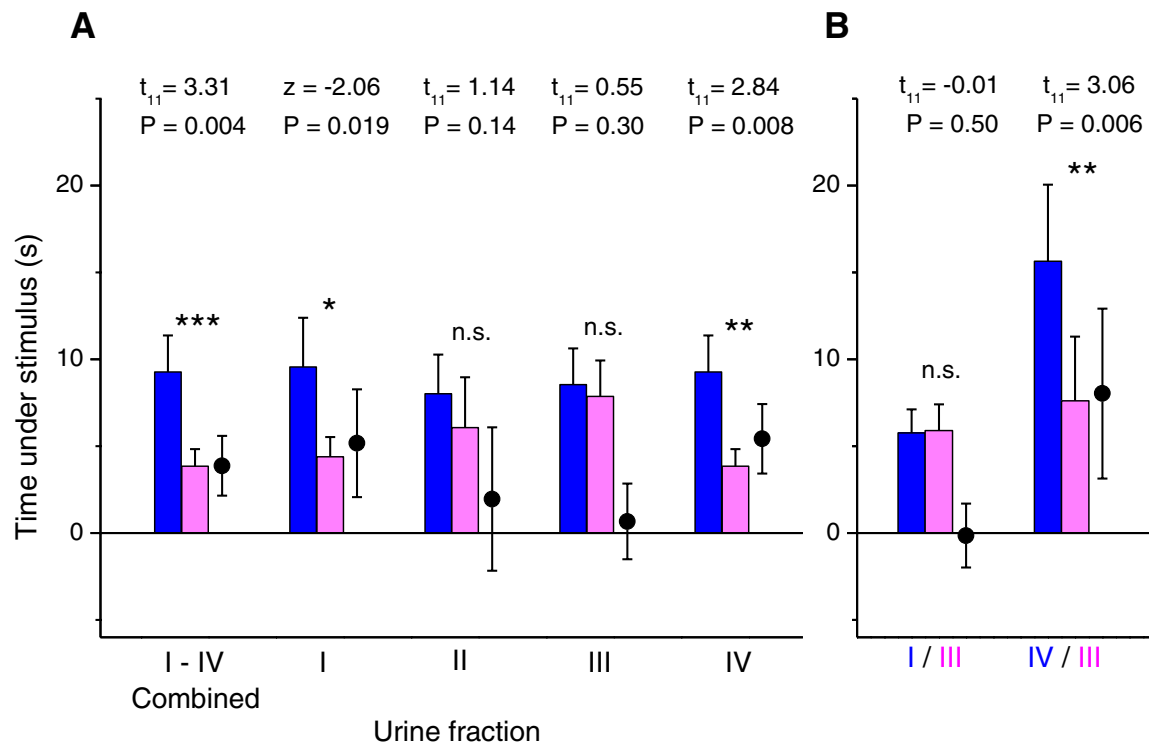 A
B
t11= 3.31
P = 0.004
z = -2.06
P = 0.019
t11= 1.14
P = 0.14
t11= 0.55
P = 0.30
t11= 2.84
P = 0.008
t11= -0.01
P = 0.50
t11= 3.06
P = 0.006
Time under stimulus (s)
20
10
0
***
*
n.s.
n.s.
**
20
10
0
n.s.
**
I - IV
Combined
I
II
III
IV
Urine fraction
I / III
IV / III